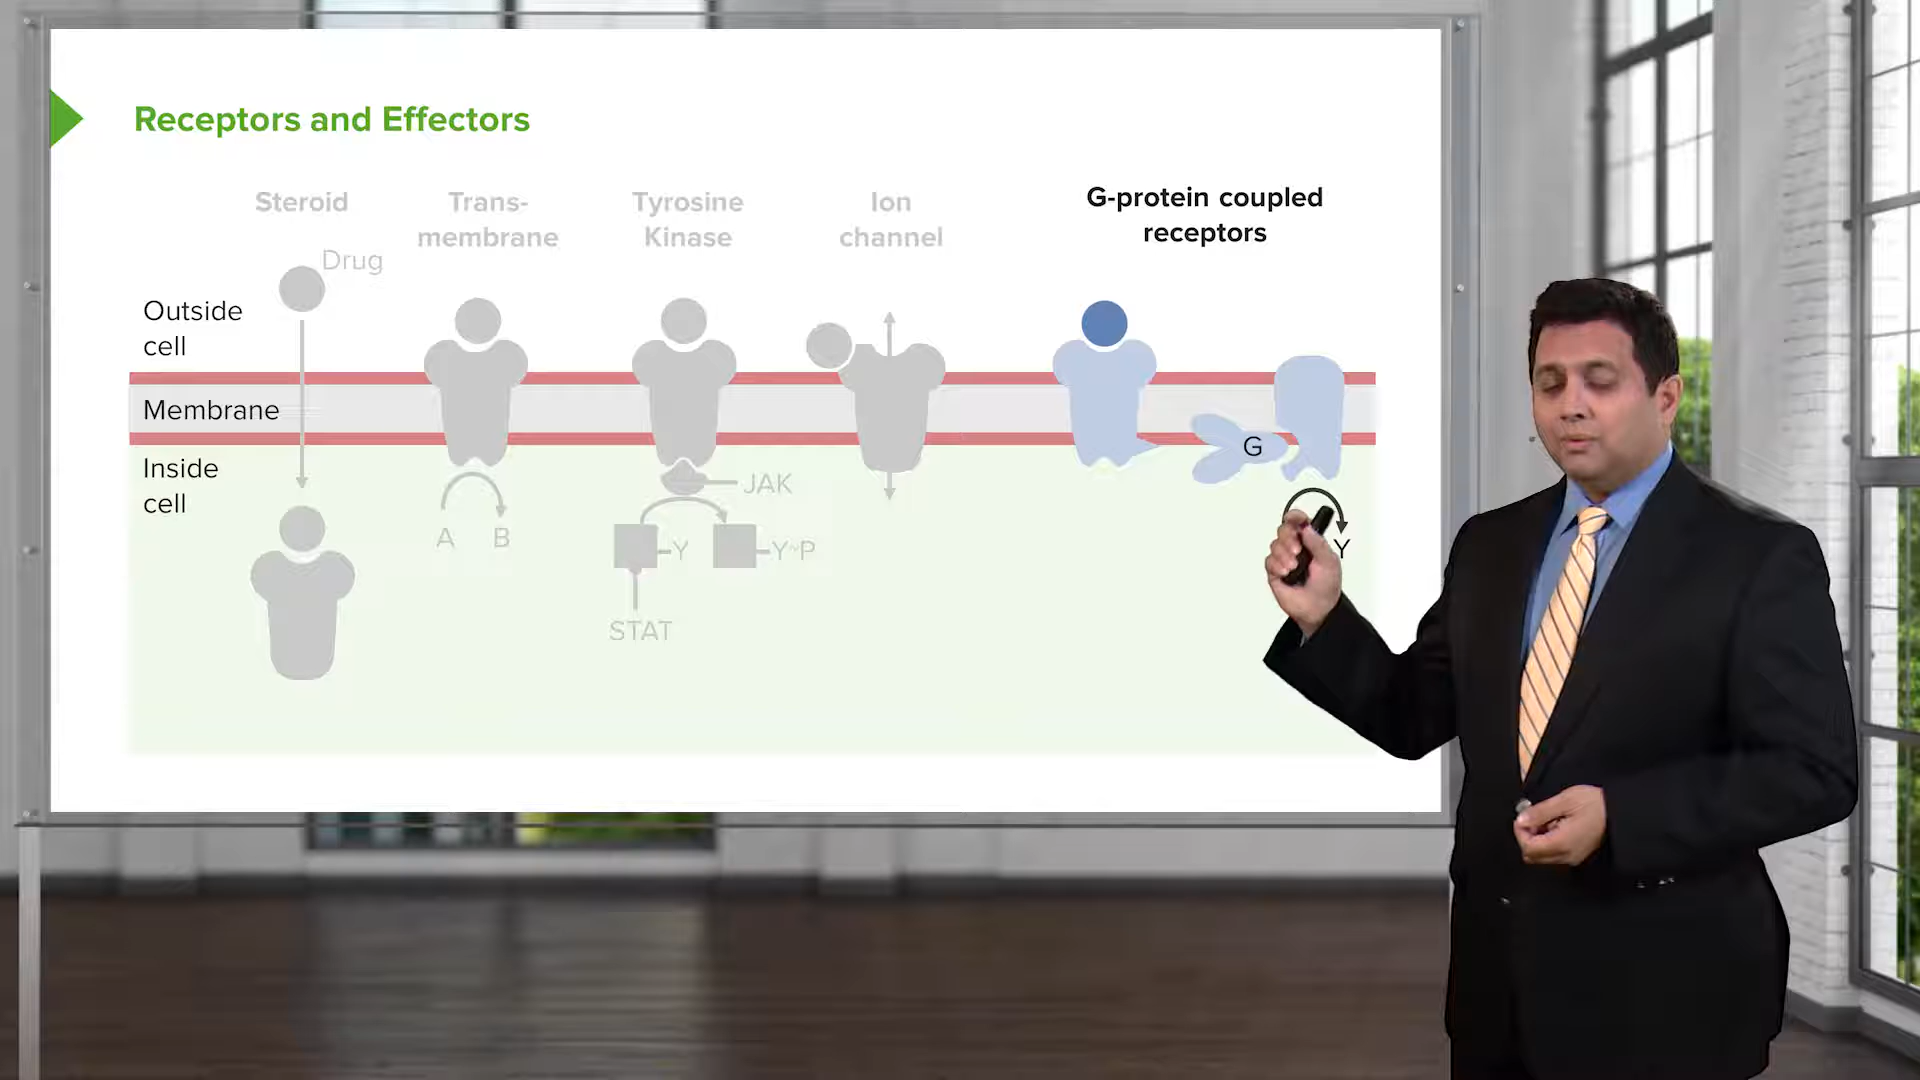 Receptors and Effectors
Steroid
Trans-
membrane
Tyrosine
Kinase
Ion
channel
G-protein coupled
receptors
Drug
Outside
cell
Membrane
Inside
cell
G
JAK
A B
Y
Y~P
Y
STAT